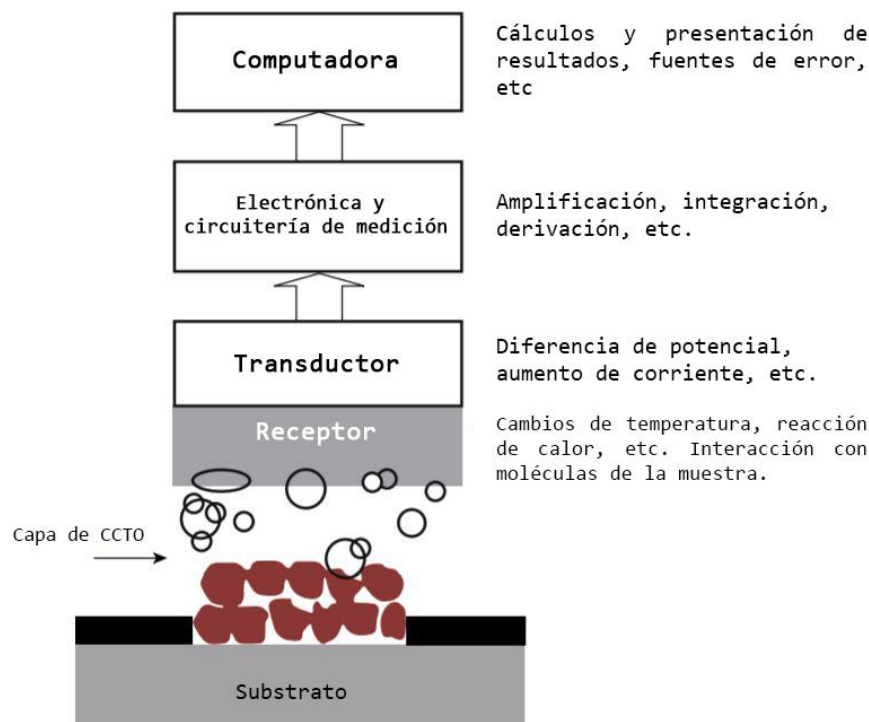 Computadora
Cálculos y presentación de
resultados, fuentes de error,
etc
Electrónica y
circuitería de medición
Amplificación, integración,
derivación, etc.
Transductor
Diferencia de potencial,
aumento de corriente, etc.
Receptor
Cambios de temperatura, reacción
de calor, etc. Interacción con
moléculas de la muestra.
Capa de CCTO
Substrato